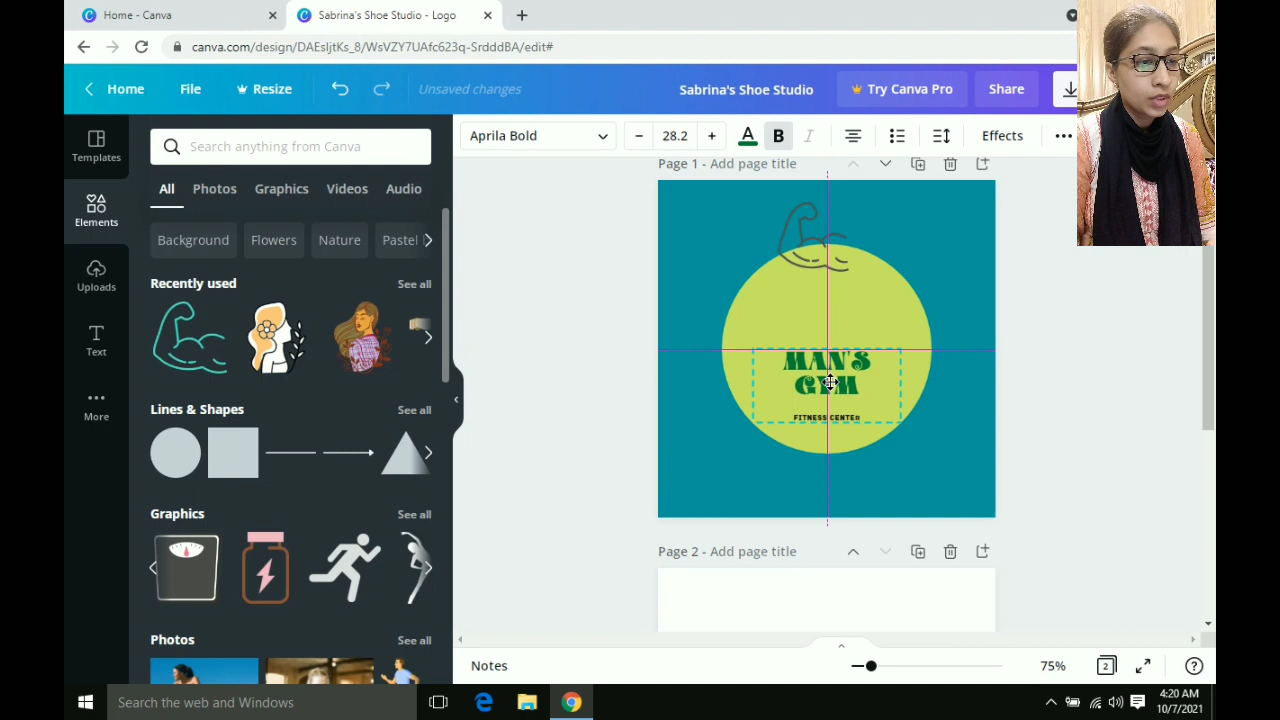 Home - Canva
Sabrina's Shoe Studio - Logo
canva.com/design/DAEsljtKs_8/WsVZY7UAfc623q-SrdddBA/edit#
Home
File
Resize
Unsaved changes
Sabrina's Shoe Studio
Try Canva Pro
Share
Templates
Elements
Uploads
Text
More
Search anything from Canva
All
Photos
Graphics
Videos
Audio
Background
Flowers
Nature
Pastel
Recently used
See all
Lines & Shapes
See all
Graphics
See all
Photos
See all
Aprila Bold
28.2
A
B
I
Effects
Page 1 - Add page title
MAN'S
GYM
FITNESS CENTER
Page 2 - Add page title
Notes
75%
2
Search the web and Windows
4:20 AM
10/7/2021